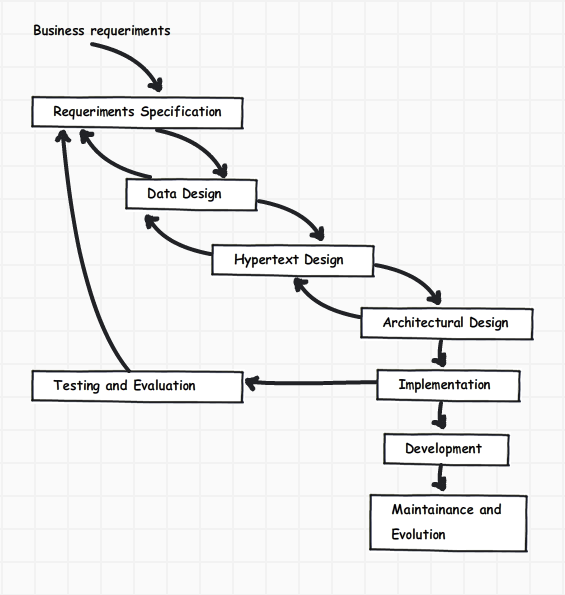 Business requeriments
Requeriments Specification
Data Design
Hypertext Design
Architectural Design
Testing and Evaluation
Implementation
Development
Maintainance and
Evolution